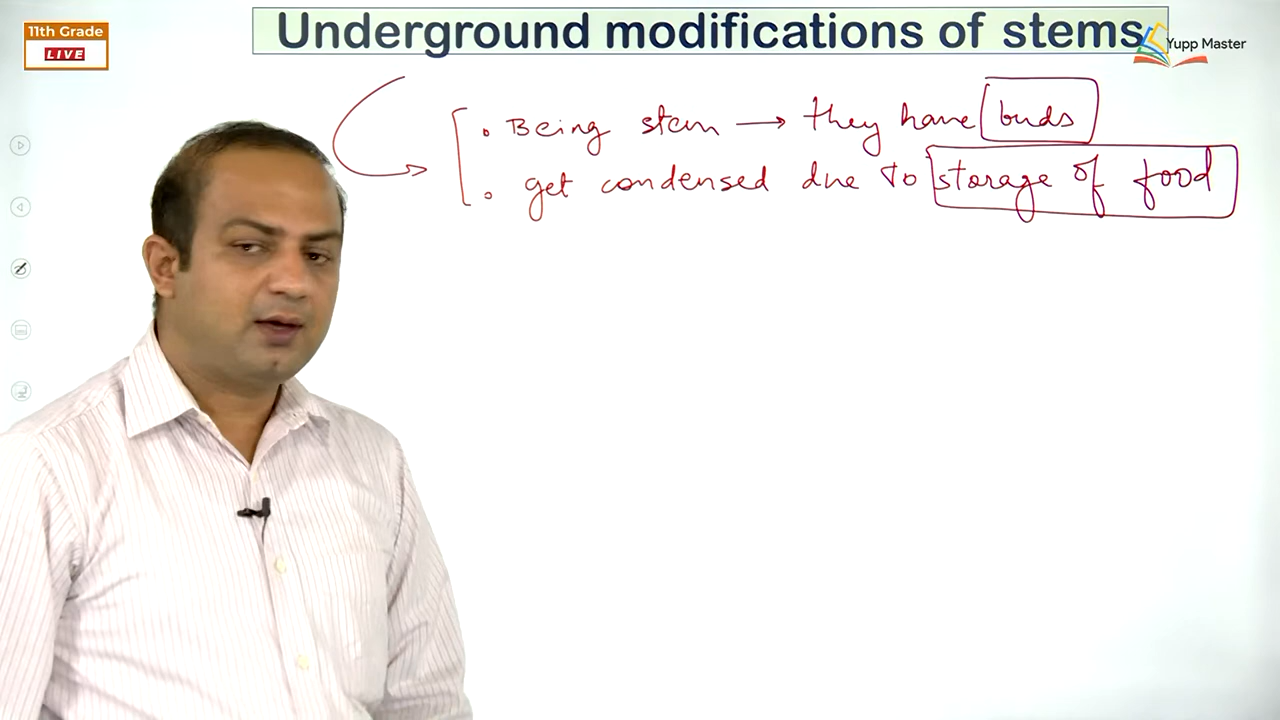 11th Grade
LIVE
Underground modifications of stems
Yupp Master
. Being stem → they have buds
. get condensed due to storage of food